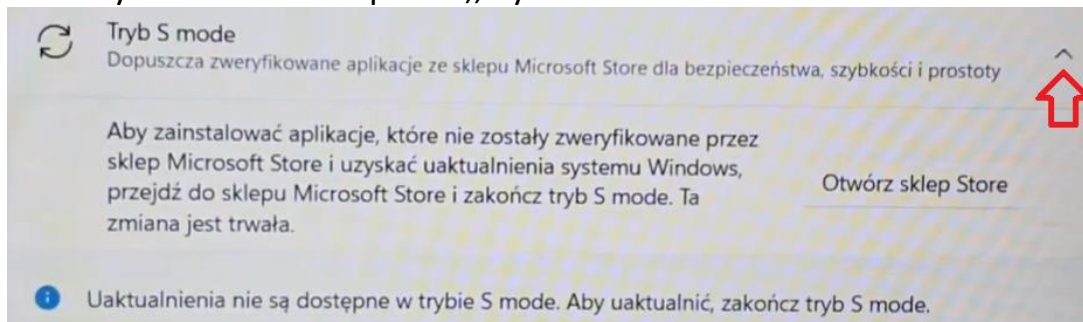 Tryb S mode
Dopuszcza zweryfikowane aplikacje ze sklepu Microsoft Store dla bezpieczeństwa, szybkości i prostoty
Aby zainstalować aplikacje, które nie zostały zweryfikowane przez
sklep Microsoft Store i uzyskać uaktualnienia systemu Windows,
przejdź do sklepu Microsoft Store i zakończ tryb S mode. Ta
zmiana jest trwała.
Otwórz sklep Store
Uaktualnienia nie są dostępne w trybie S mode. Aby uaktualnić, zakończ tryb S mode.